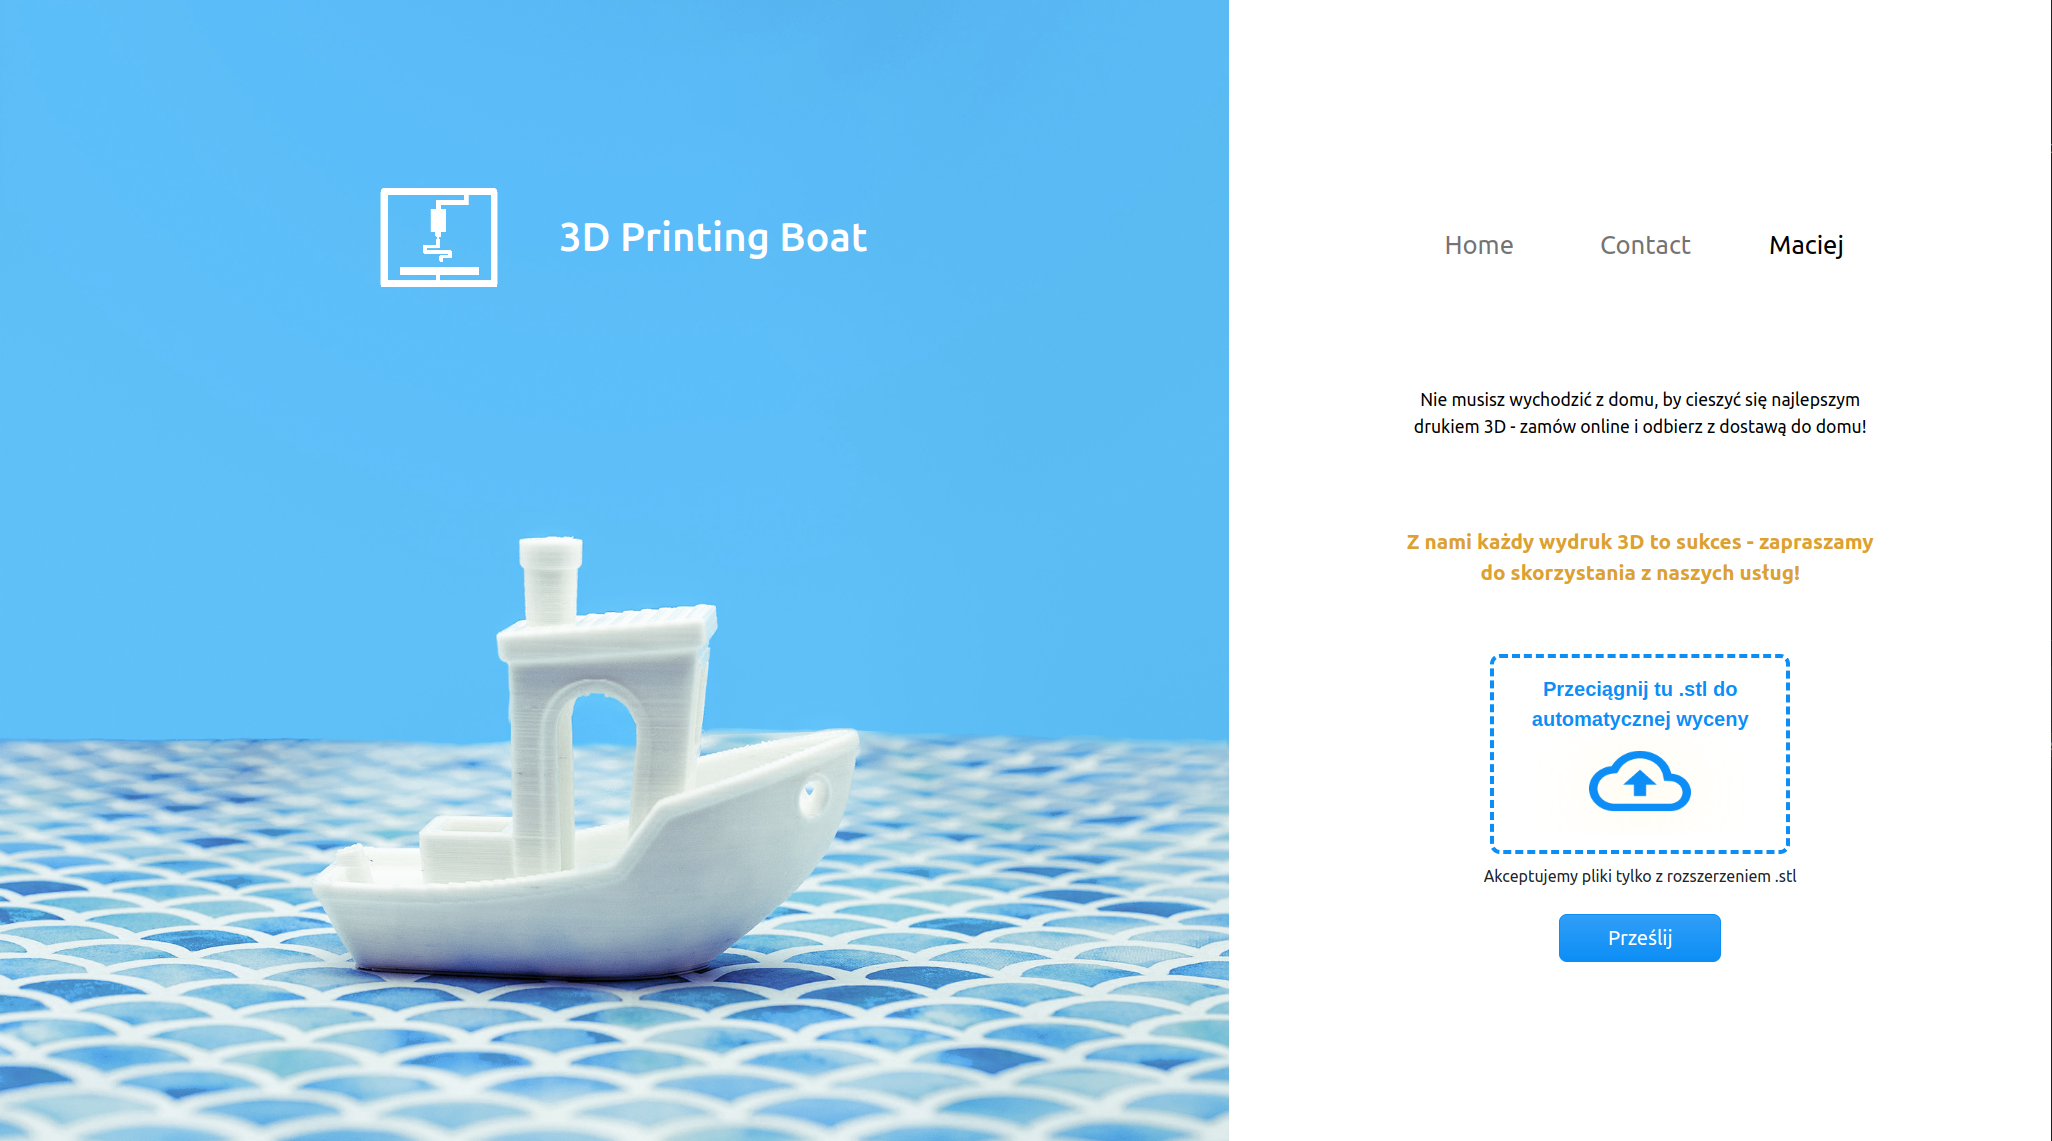 3D Printing Boat
Home Contact Maciej
Nie musisz wychodzić z domu, by cieszyć się najlepszym
drukiem 3D - zamów online i odbierz z dostawą do domu!
Z nami każdy wydruk 3D to sukces - zapraszamy
do skorzystania z naszych usług!
Przeciągnij tu .stl do
automatycznej wyceny
Akceptujemy pliki tylko z rozszerzeniem .stl
Prześlij